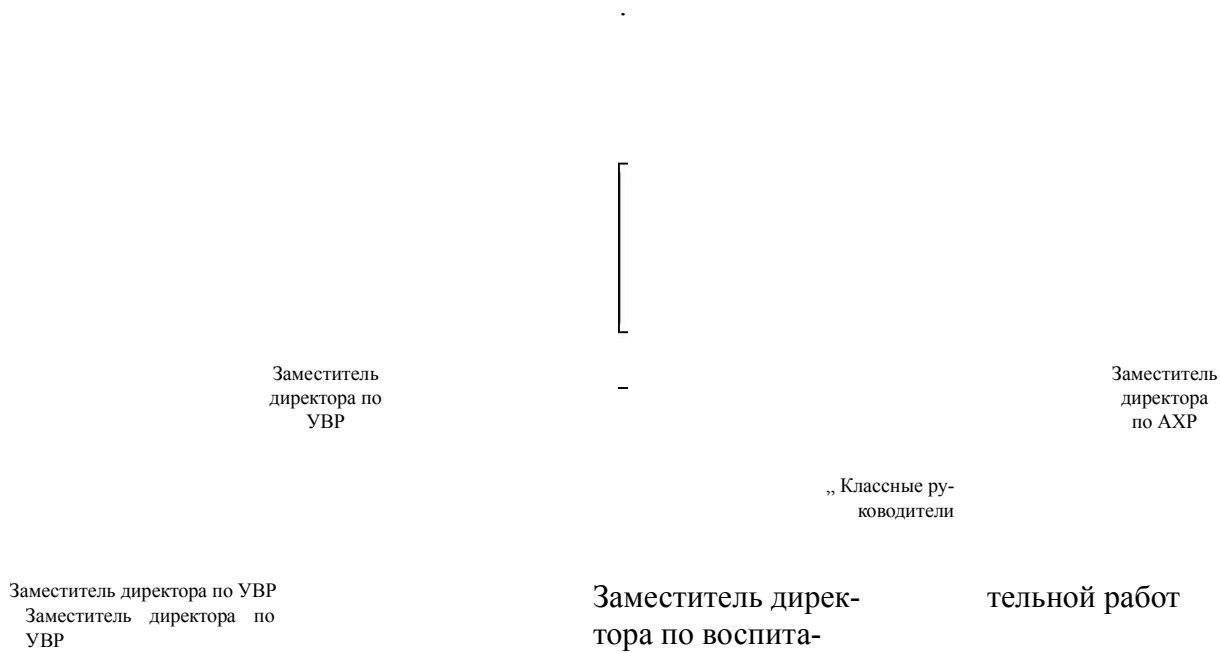 Заместитель
директора по
УВР
Заместитель
директора
по АХР
„ Классные ру-
ководители
Заместитель директора по УВР
Заместитель директора по
УВР
Заместитель дирек-
тора по воспита-
тельной работ